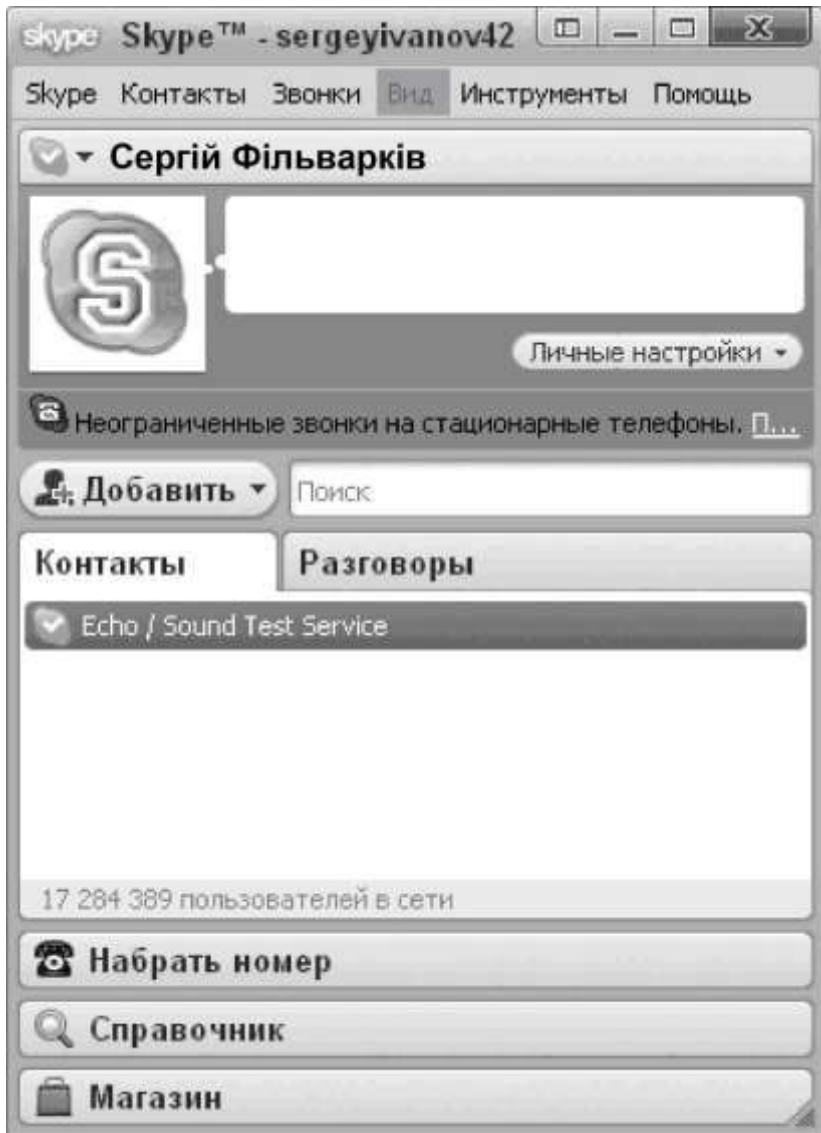 skype Skype™ - sergeyivanov42
Skype Контакты Звонки Вид Инструменты Помощь
Сергій Фільварків
S
Личные настройки
Неограниченные звонки на стационарные телефоны. П...
Добавить Поиск
Контакты Разговоры
Echo / Sound Test Service
17 284 389 пользователей в сети
Набрать номер
Справочник
Магазин